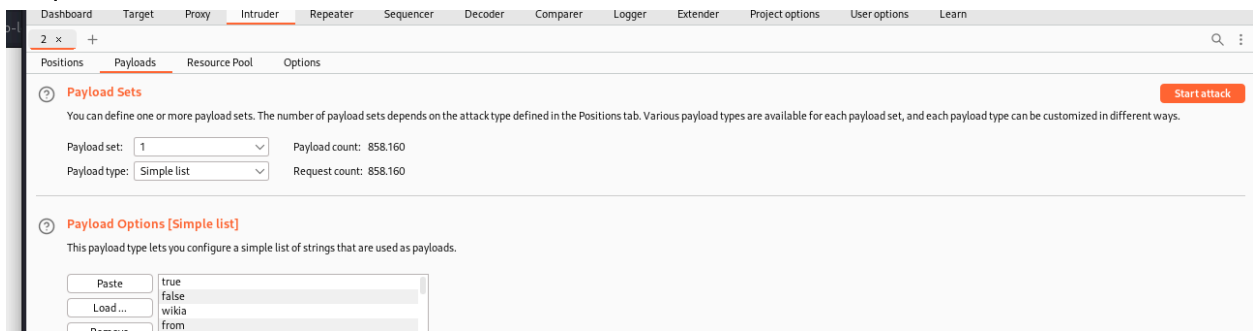 Dashboard Target Proxy Intruder Repeater Sequencer Decoder Comparer Logger Extender Project options User options Learn
2 × +
Positions Payloads Resource Pool Options
? Payload Sets Start attack
You can define one or more payload sets. The number of payload sets depends on the attack type defined in the Positions tab. Various payload types are available for each payload set, and each payload type can be customized in different ways.
Payload set: 1 Payload count: 858.160
Payload type: Simple list Request count: 858.160
? Payload Options [Simple list]
This payload type lets you configure a simple list of strings that are used as payloads.
Paste true
false
Load ... wikia
Remove from